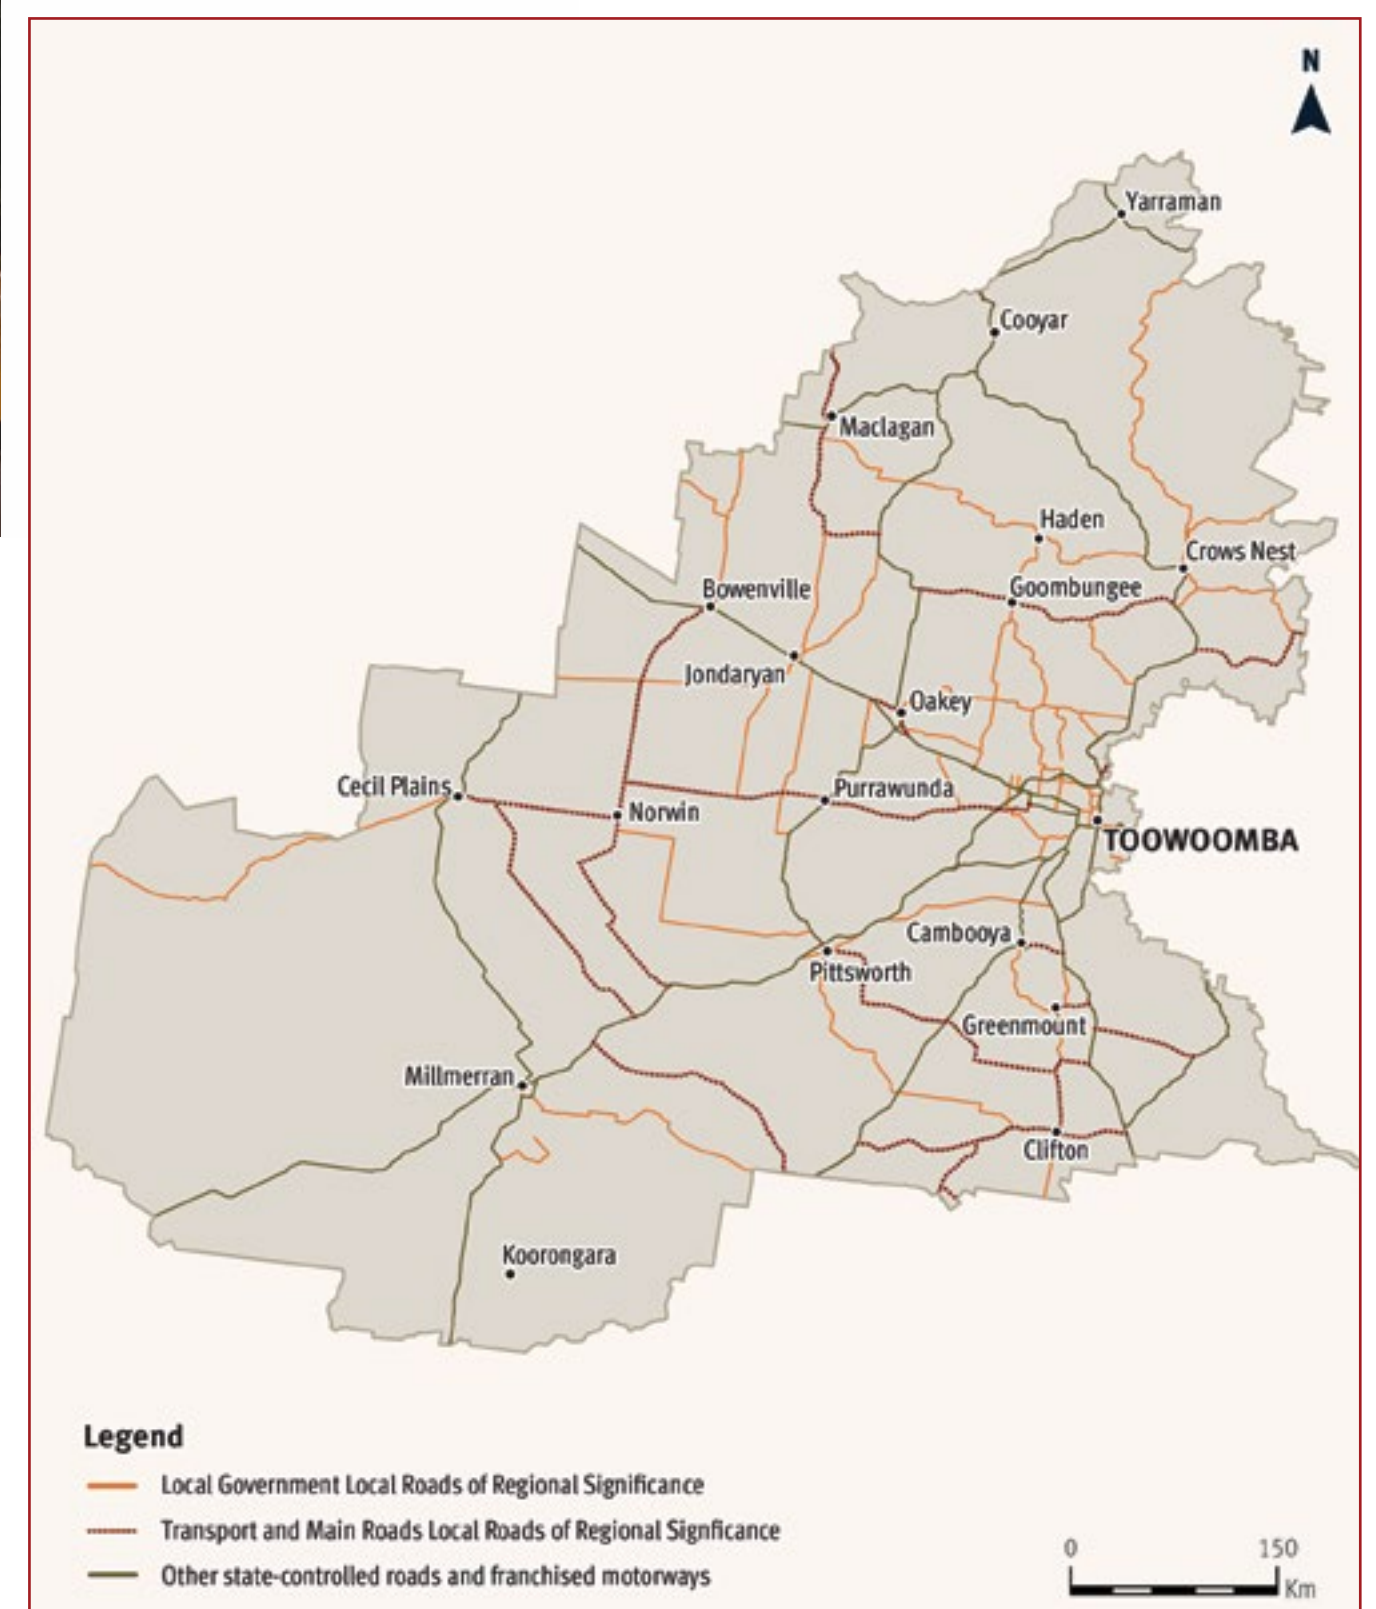 N
Yarraman
Cooyar
Maclagan
Haden
Crows Nest
Bowenville
Goombungee
Jondaryan
Oakey
Cecil Plains
Purrawunda
Norwin
TOOWOOMBA
Cambooya
Pittsworth
Greenmount
Millmerran
Clifton
Koorongara
Legend
Local Government Local Roads of Regional Significance
Transport and Main Roads Local Roads of Regional Signficance
Other state-controlled roads and franchised motorways
0 150
Km